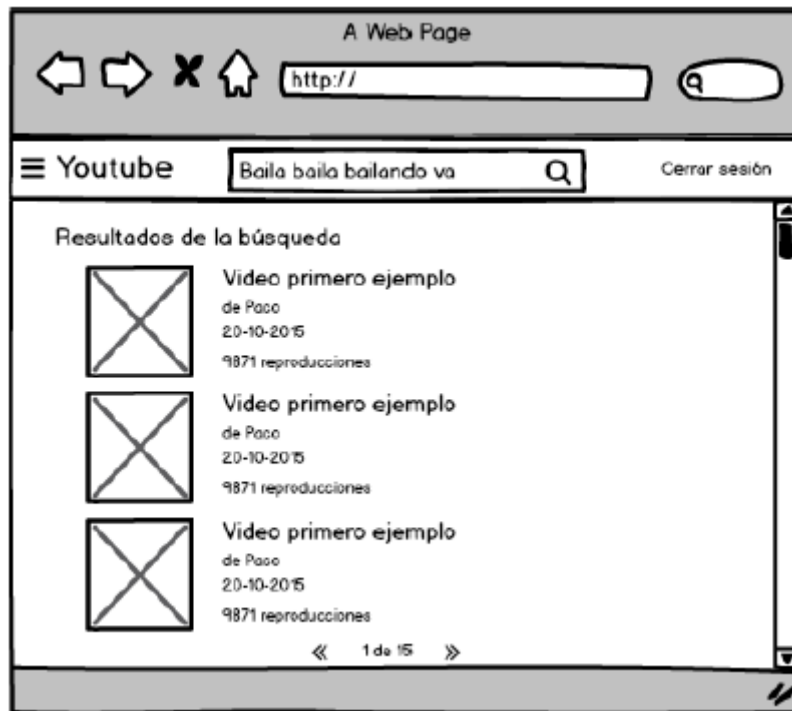 A Web Page
http://
Youtube
Baila baila bailando va
Cerrar sesión
Resultados de la búsqueda
Video primero ejemplo
de Paco
20-10-2015
9871 reproducciones
Video primero ejemplo
de Paco
20-10-2015
9871 reproducciones
Video primero ejemplo
de Paco
20-10-2015
9871 reproducciones
1 de 15